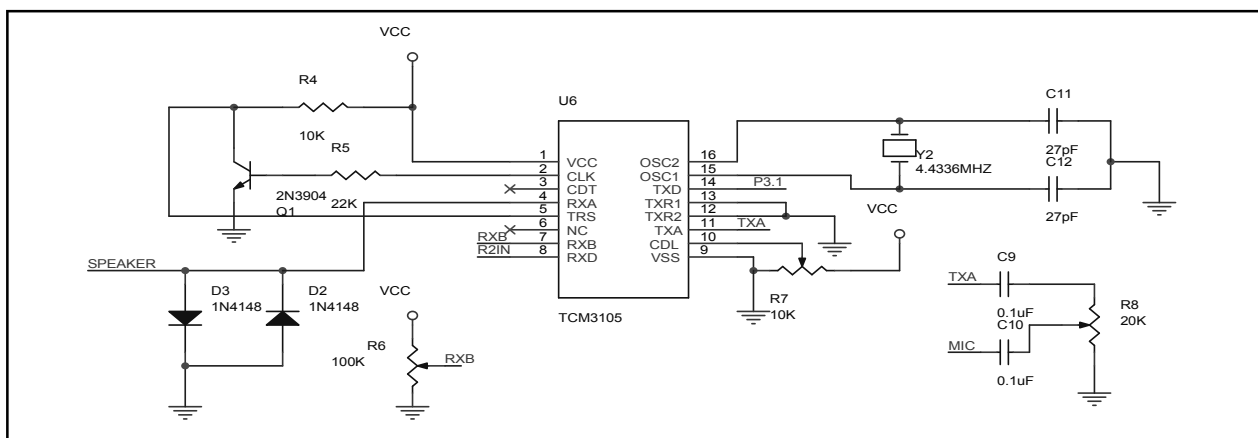 VCC
R4
10K
R5
22K
2N3904
Q1
SPEAKER
D3
1N4148
D2
1N4148
VCC
R6
100K
RXB
U6
1 VCC
2 CLK
3 CDT
4 RXA
5 TRS
6 NC
RXB 7 RXB
R2IN 8 RXD
OSC2 16
OSC1 15
TXD 14 P3.1
TXR1 13
TXR2 12
TXA 11 TXA
CDL 10
VSS 9
TCM3105
R7
10K
VCC
Y2
4.4336MHZ
C11
27pF
C12
27pF
TXA
C9
0.1uF
MIC
C10
0.1uF
R8
20K